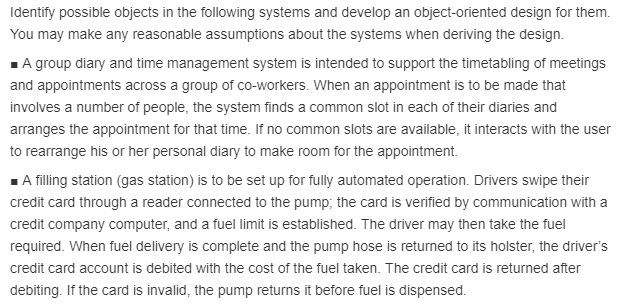 Identify possible objects in the following systems and develop an object-oriented design for them.
You may make any reasonable assumptions about the systems when deriving the design.
■ A group diary and time management system is intended to support the timetabling of meetings
and appointments across a group of co-workers. When an appointment is to be made that
involves a number of people, the system finds a common slot in each of their diaries and
arranges the appointment for that time. If no common slots are available, it interacts with the user
to rearrange his or her personal diary to make room for the appointment.
■ A filling station (gas station) is to be set up for fully automated operation. Drivers swipe their
credit card through a reader connected to the pump; the card is verified by communication with a
credit company computer, and a fuel limit is established. The driver may then take the fuel
required. When fuel delivery is complete and the pump hose is returned to its holster, the driver's
credit card account is debited with the cost of the fuel taken. The credit card is returned after
debiting. If the card is invalid, the pump returns it before fuel is dispensed.